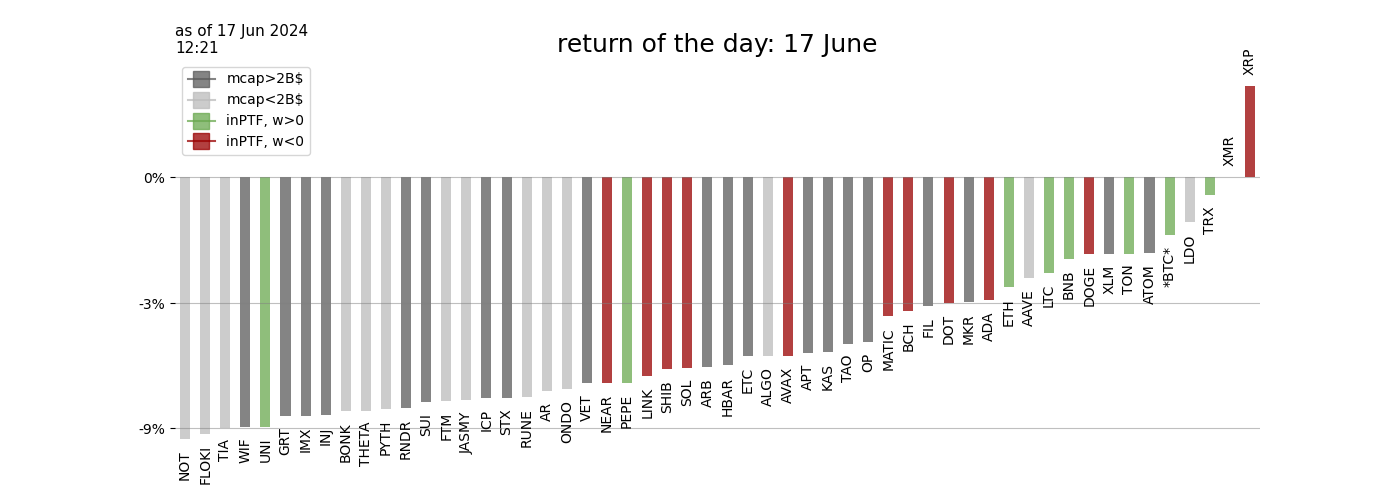 as of 17 Jun 2024
12:21
return of the day: 17 June
mcap>2B$
mcap<2B$
inPTF, w>0
inPTF, w<0
0%
-3%
-9%
NOT
FLOKI
TIA
WIF
UNI
GRT
IMX
INJ
BONK
THETA
PYTH
RNDR
SUI
FTM
JASMY
ICP
STX
RUNE
AR
ONDO
VET
NEAR
PEPE
LINK
SHIB
SOL
ARB
HBAR
ETC
ALGO
AVAX
APT
KAS
TAO
OP
MATIC
BCH
FIL
DOT
MKR
ADA
ETH
AAVE
LTC
BNB
DOGE
XLM
TON
ATOM
*BTC*
LDO
TRX
XMR
XRP